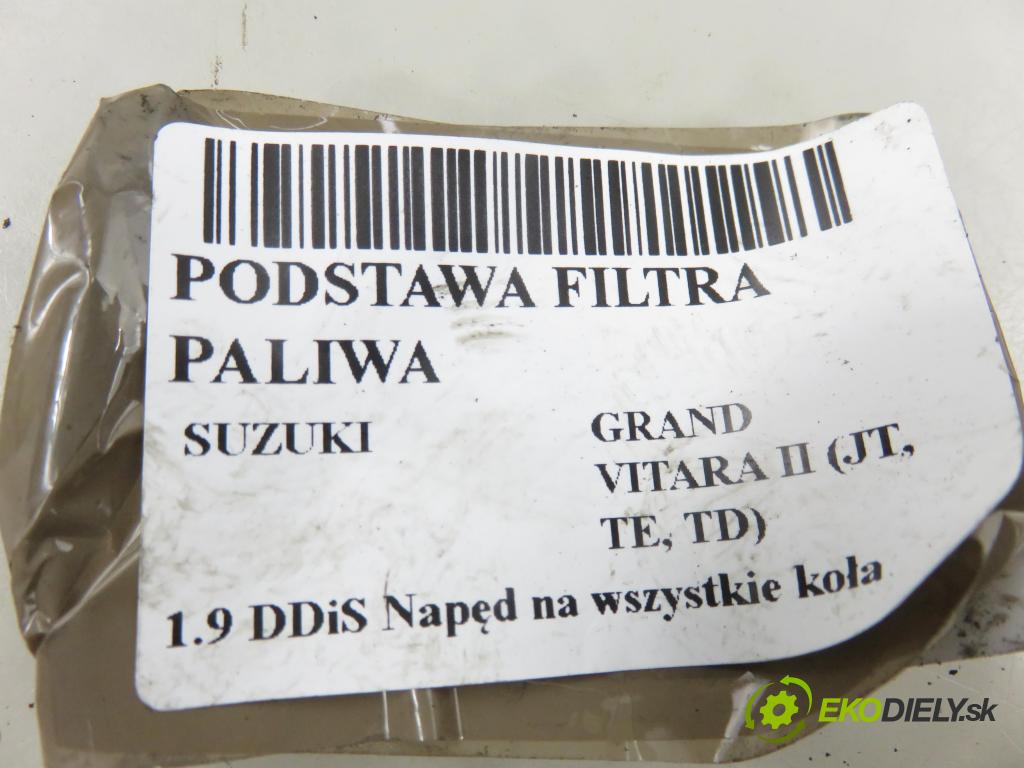 PODSTAWA FILTRA
PALIWA
SUZUKI
GRAND
VITARA II (JT,
TE, TD)
1.9 DDiS Napęd na wszystkie koła
EKODIELY.sk